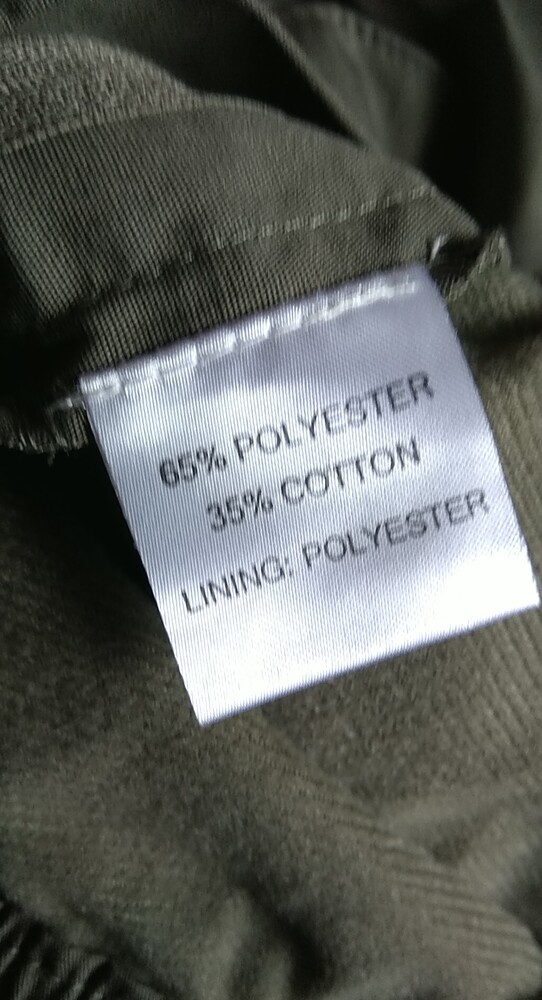 65% POLYESTER
35% COTTON
LINING: POLYESTER